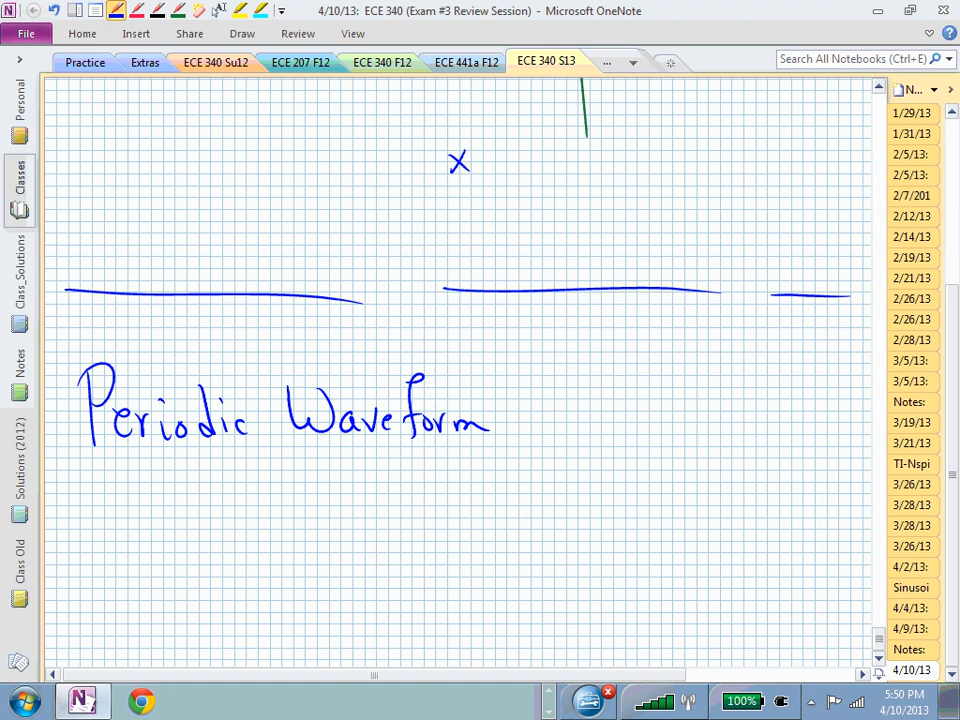 4/10/13: ECE 340 (Exam #3 Review Session) - Microsoft OneNote
File Home Insert Draw Review View
Practice Extras ECE 340 Su12 ECE 207 F12 ECE 340 F12 ECE 441a F12 ECE 340 S13 ... Search All Notebooks (Ctrl+E)
Personal
Classes
Class_Solutions
Notes
Solutions (2012)
Class Old
x
Periodic Waveform
N...
1/29/13
1/31/13
2/5/13:
2/5/13:
2/7/201
2/12/13
2/14/13
2/19/13
2/21/13
2/26/13
2/26/13
2/28/13
3/5/13:
3/5/13:
Notes:
3/19/13
3/21/13
TI-Nspi
3/26/13
3/28/13
3/28/13
3/26/13
4/2/13:
Sinusoi
4/4/13:
4/9/13:
Notes:
4/10/13
100%
5:50 PM
4/10/2013